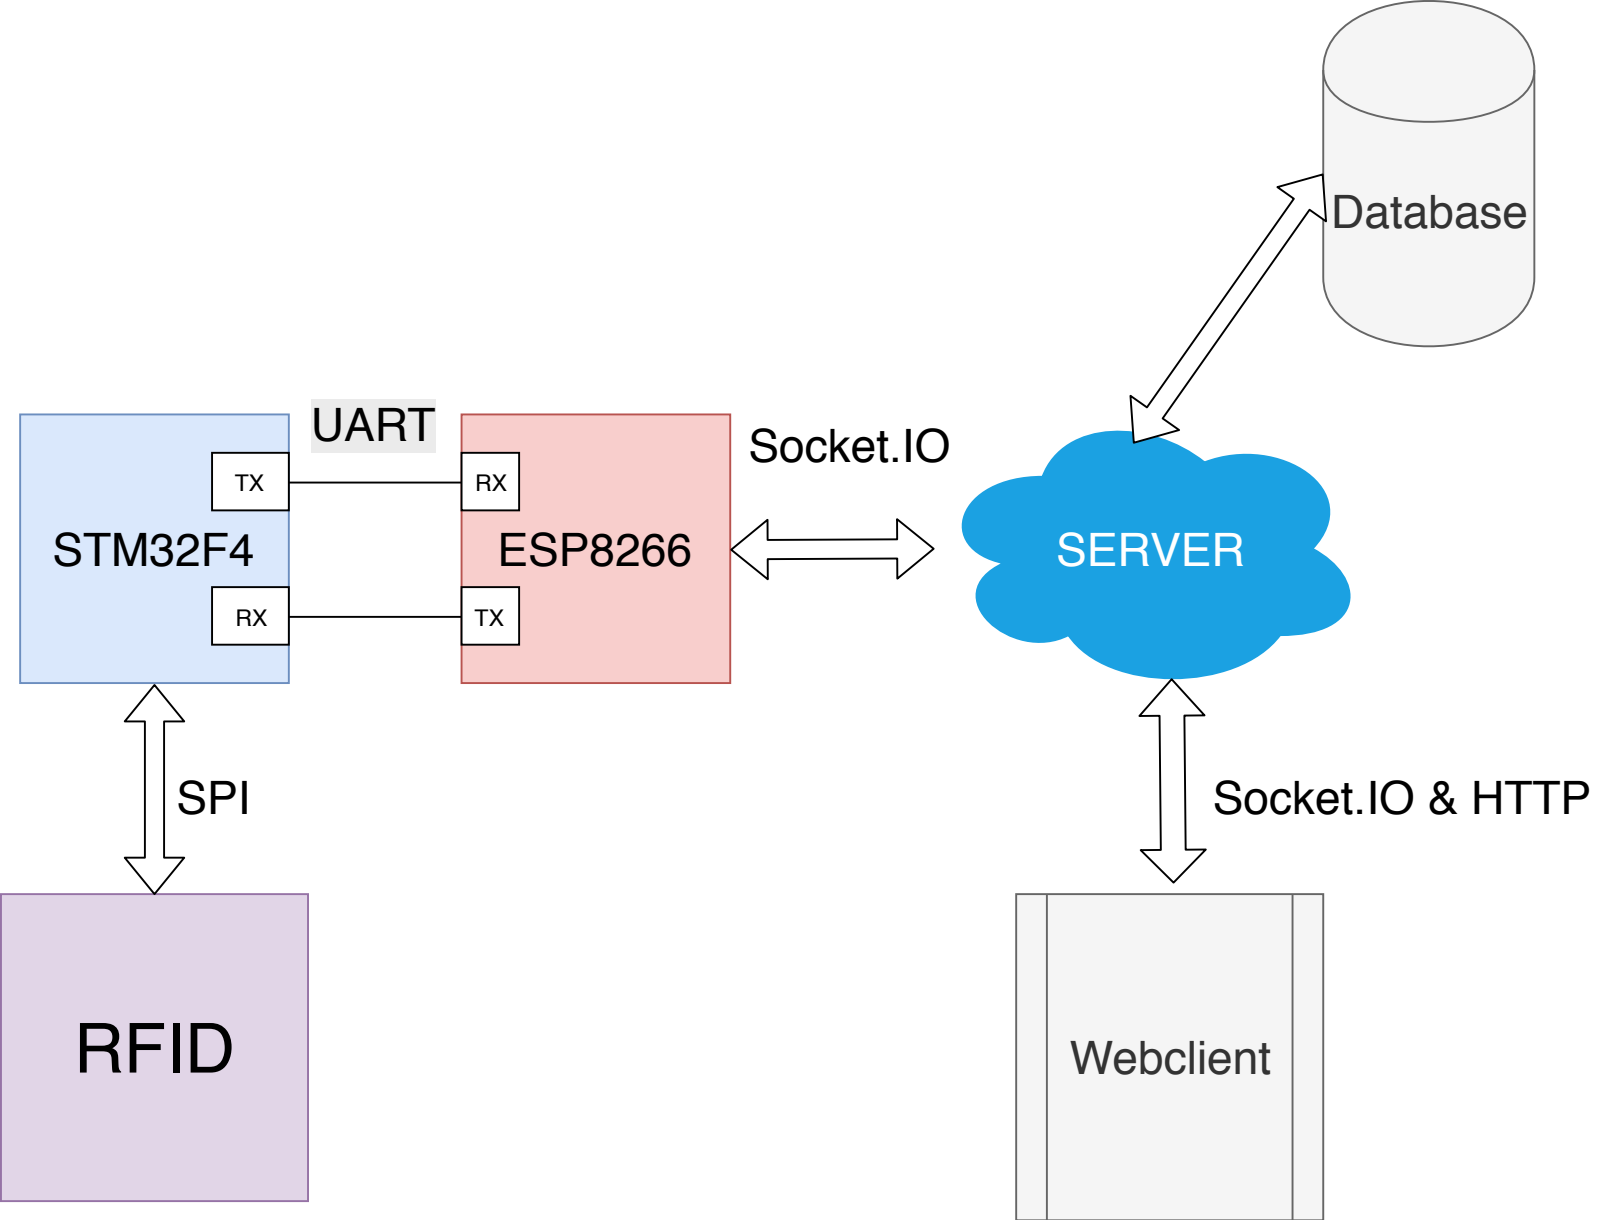 Database
UART
Socket.IO
TX
RX
STM32F4
ESP8266
SERVER
RX
TX
SPI
Socket.IO & HTTP
RFID
Webclient